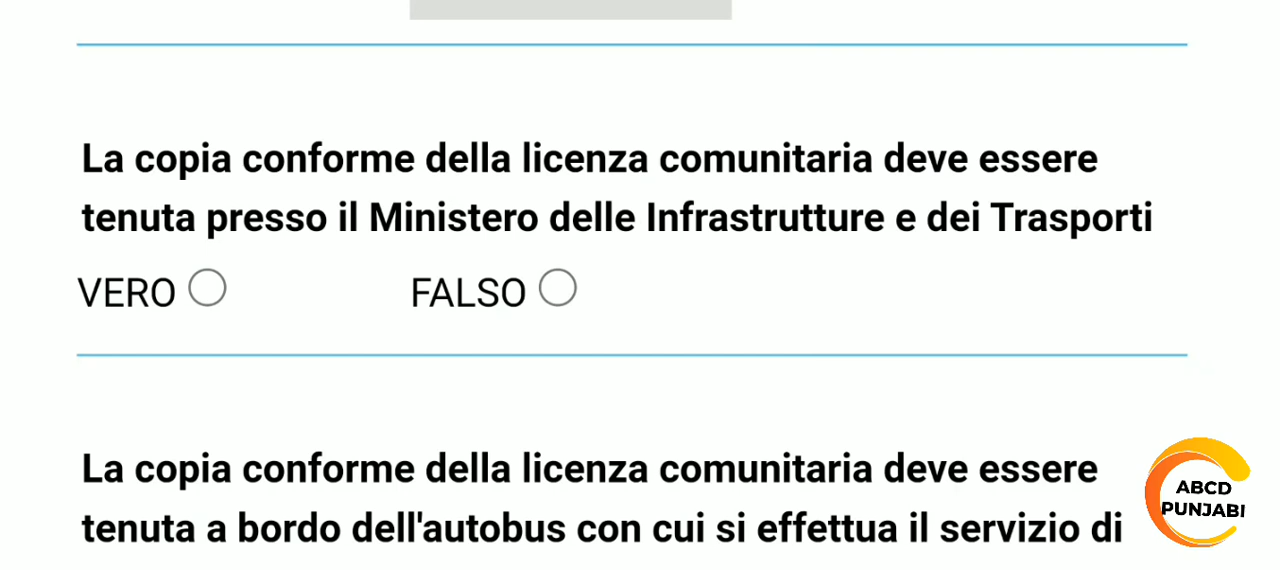 La copia conforme della licenza comunitaria deve essere
tenuta presso il Ministero delle Infrastrutture e dei Trasporti
VERO FALSO
La copia conforme della licenza comunitaria deve essere
tenuta a bordo dell'autobus con cui si effettua il servizio di
ABCD
PUNJABI